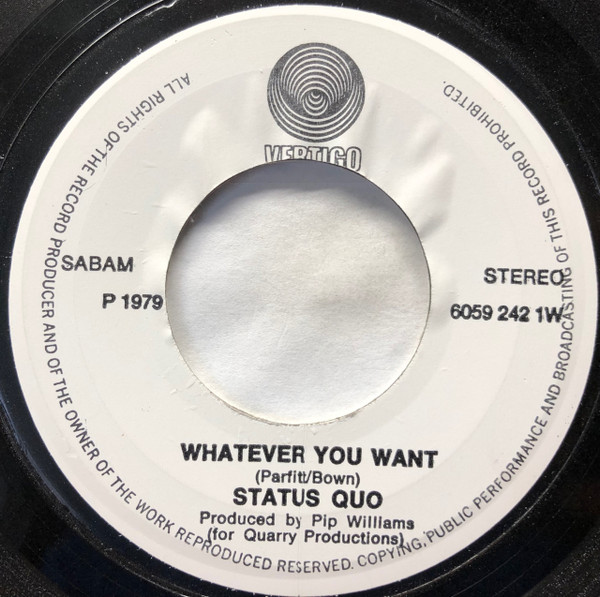 VERTIGO
ALL RIGHTS OF THE RECORD PRODUCER AND OF THE OWNER OF THE WORK REPRODUCED RESERVED. COPYING, PUBLIC PERFORMANCE AND BROADCASTING OF THIS RECORD PROHIBITED.
SABAM
P 1979
STEREO
6059 242 1W
WHATEVER YOU WANT
(Parfitt/Bown)
STATUS QUO
Produced by Pip Williams
(for Quarry Productions)